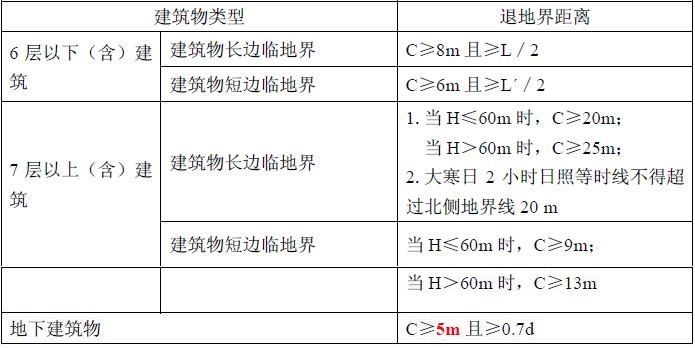 建筑物类型 退地界距离
6 层以下（含）建筑
建筑物长边临地界 C≥8m 且≥L／2
建筑物短边临地界 C≥6m 且≥L′／2
7 层以上（含）建筑
建筑物长边临地界
1. 当 H≤60m 时，C≥20m；
当 H＞60m 时，C≥25m；
2. 大寒日 2 小时日照等时线不得超
过北侧地界线 20 m
建筑物短边临地界 当 H≤60m 时，C≥9m；
当 H＞60m 时，C≥13m
地下建筑物 C≥5m 且≥0.7d